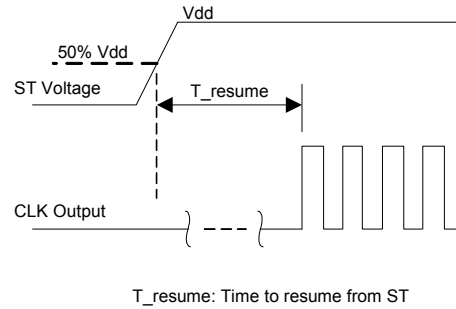 Vdd
50% Vdd
ST Voltage
T_resume
CLK Output
T_resume: Time to resume from ST